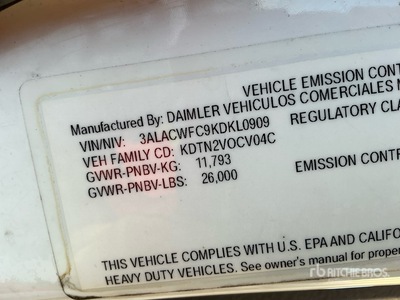 VEHICLE EMISSION CONT
Manufactured By: DAIMLER VEHICULOS COMERCIALES
VIN/NIV: 3ALACWFC9KDKL0909
REGULATORY CLA
VEH FAMILY CD: KDTN2VOCV04C
GVWR-PNBV-KG: 11,793
EMISSION CONTR
GVWR-PNBV-LBS: 26,000
THIS VEHICLE COMPLIES WITH U.S. EPA AND CALIFO
HEAVY DUTY VEHICLES. See owner's manual for proper
rb RITCHIE BROS.